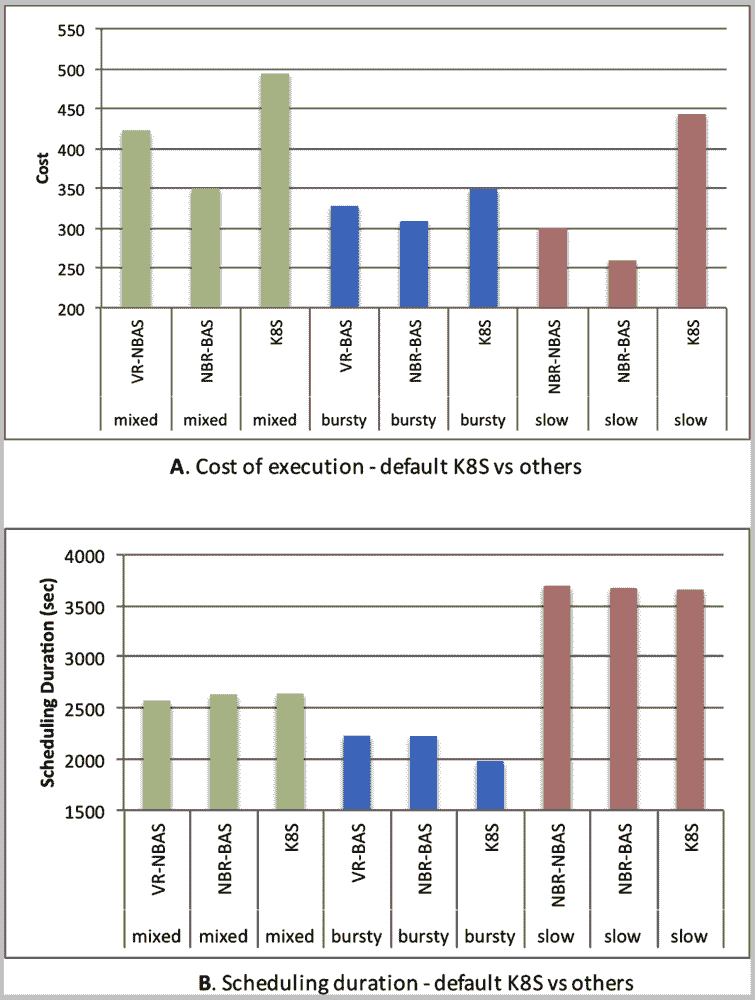 550
500
450
400
350
300
250
200
Cost
VR-NBAS NBR-BAS K8S VR-BAS NBR-BAS K8S NBR-NBAS NBR-BAS K8S
mixed mixed mixed bursty bursty bursty slow slow slow
A. Cost of execution - default K8S vs others
4000
3500
3000
2500
2000
1500
Scheduling Duration (sec)
VR-NBAS NBR-BAS K8S VR-BAS NBR-BAS K8S NBR-NBAS NBR-BAS K8S
mixed mixed mixed bursty bursty bursty slow slow slow
B. Scheduling duration - default K8S vs others